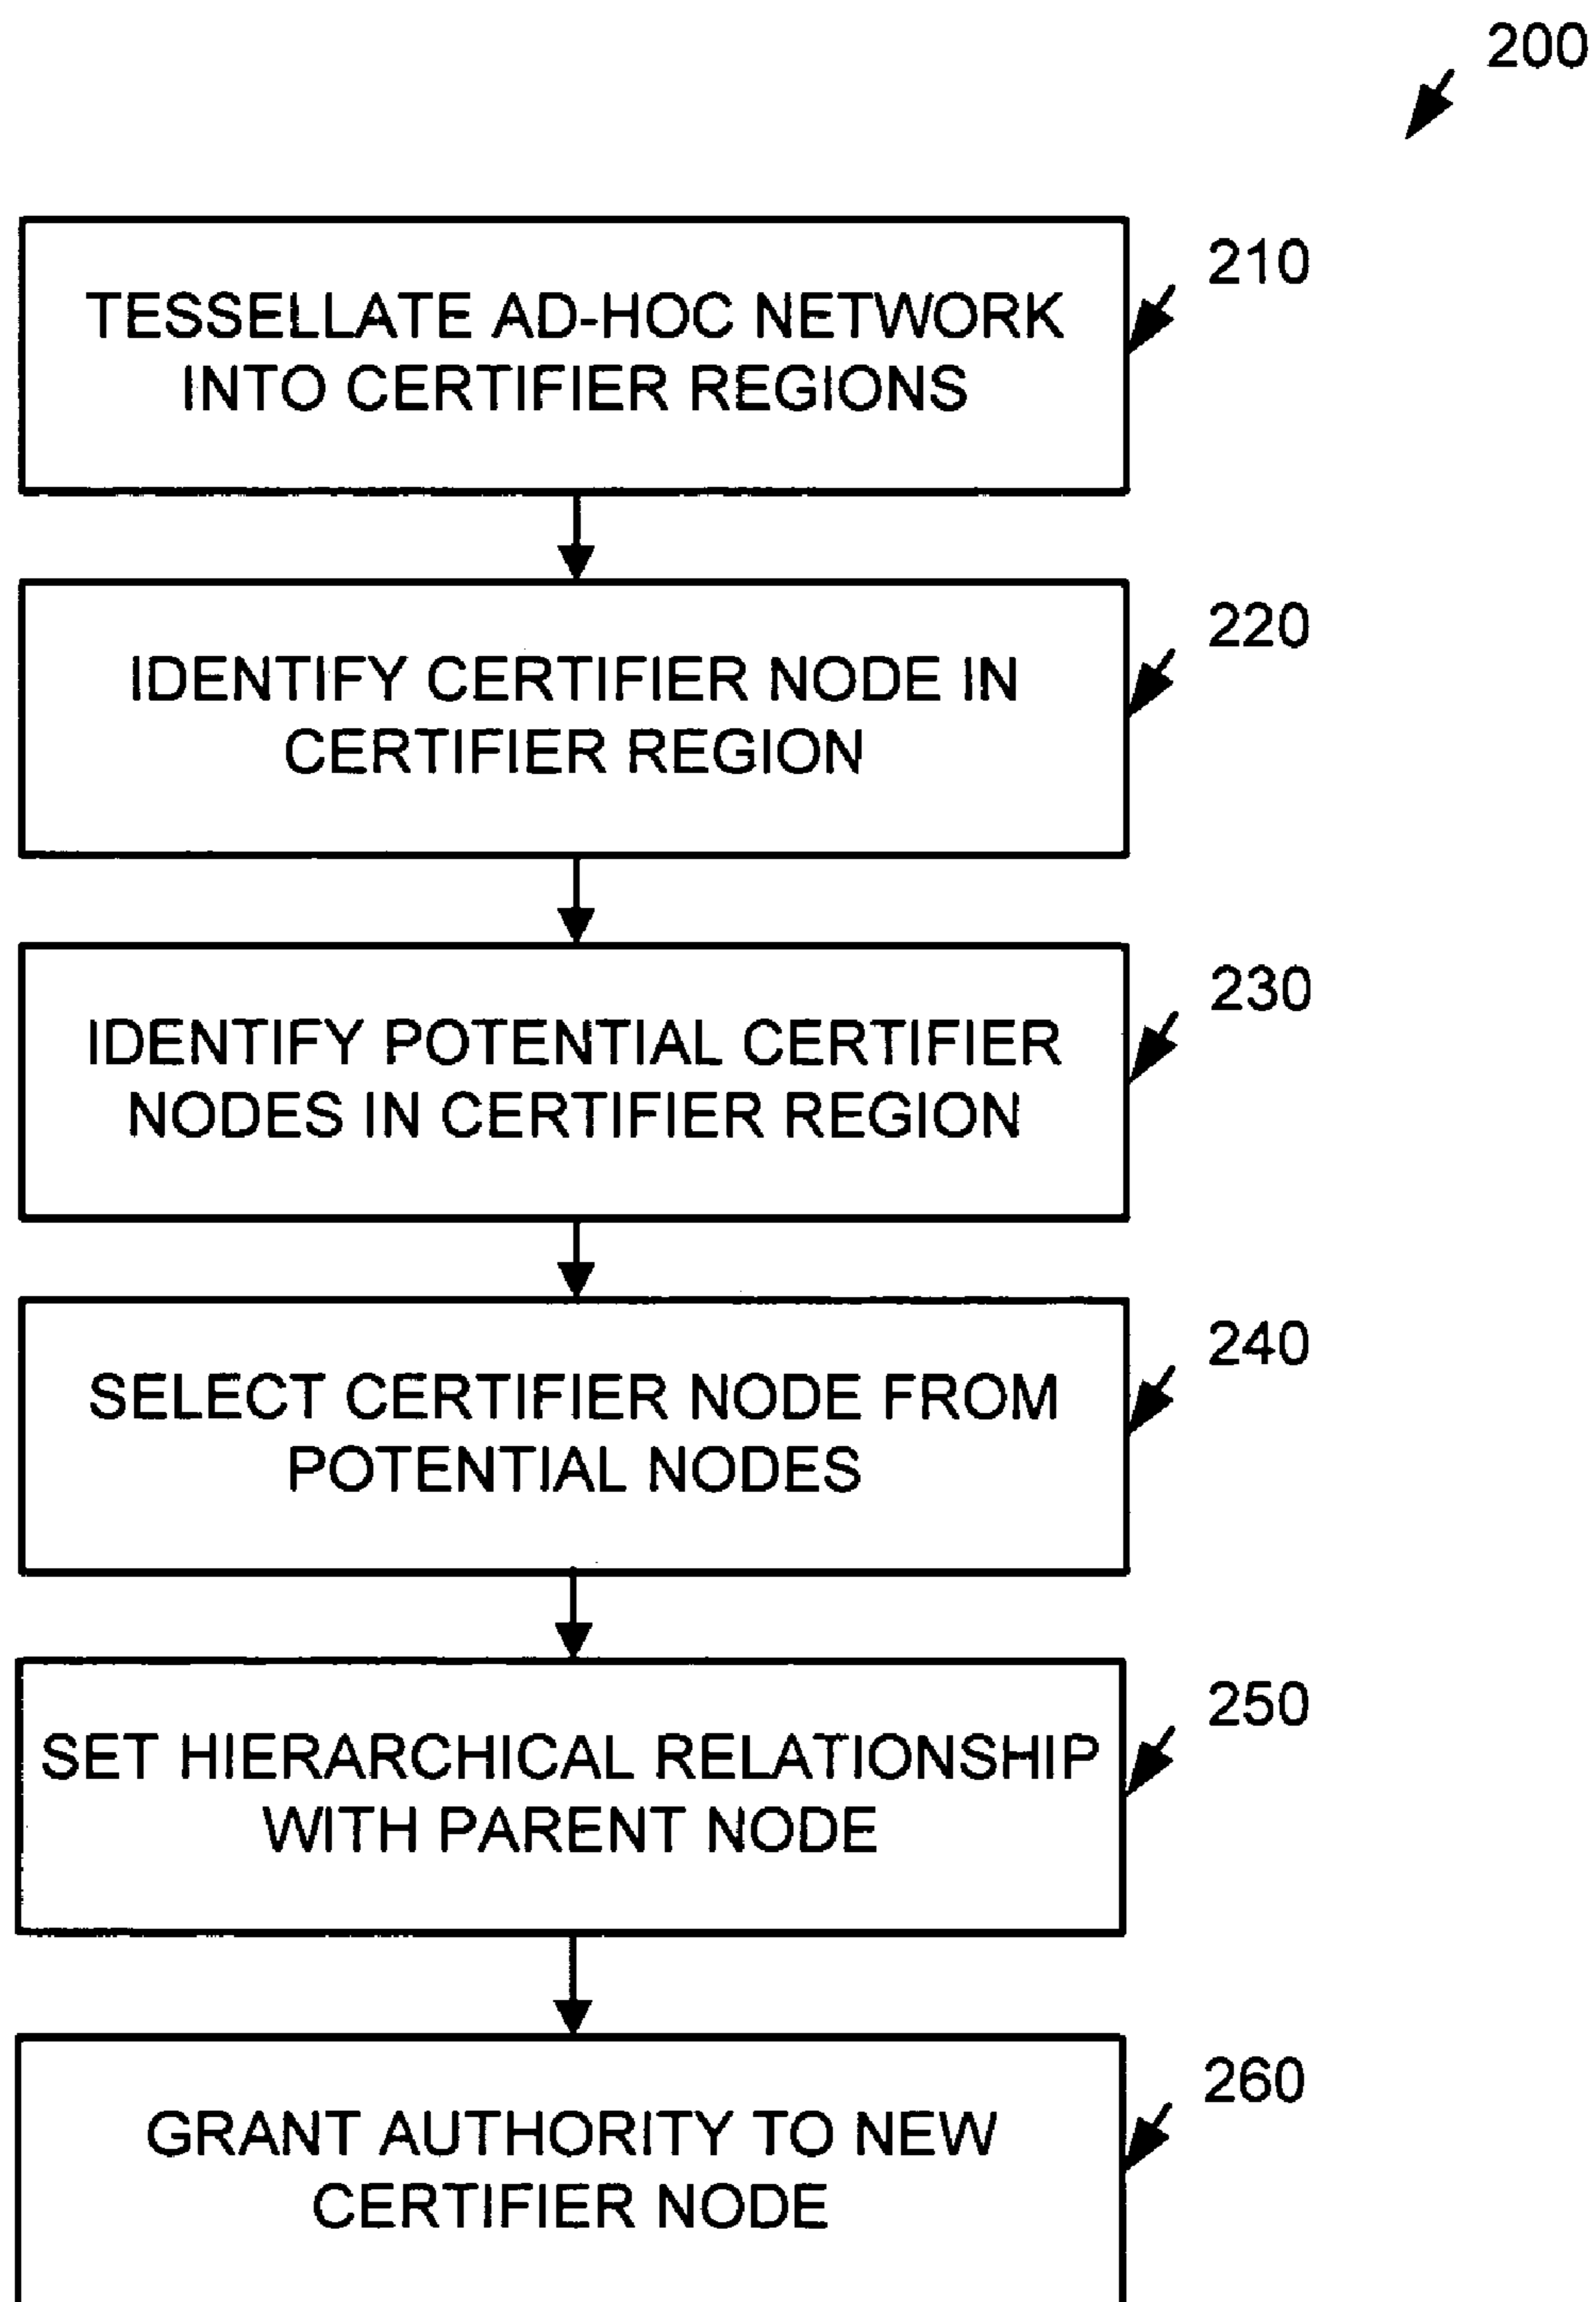 200
210
TESSELLATE AD-HOC NETWORK
INTO CERTIFIER REGIONS
220
IDENTIFY CERTIFIER NODE IN
CERTIFIER REGION
230
IDENTIFY POTENTIAL CERTIFIER
NODES IN CERTIFIER REGION
240
SELECT CERTIFIER NODE FROM
POTENTIAL NODES
250
SET HIERARCHICAL RELATIONSHIP
WITH PARENT NODE
260
GRANT AUTHORITY TO NEW
CERTIFIER NODE